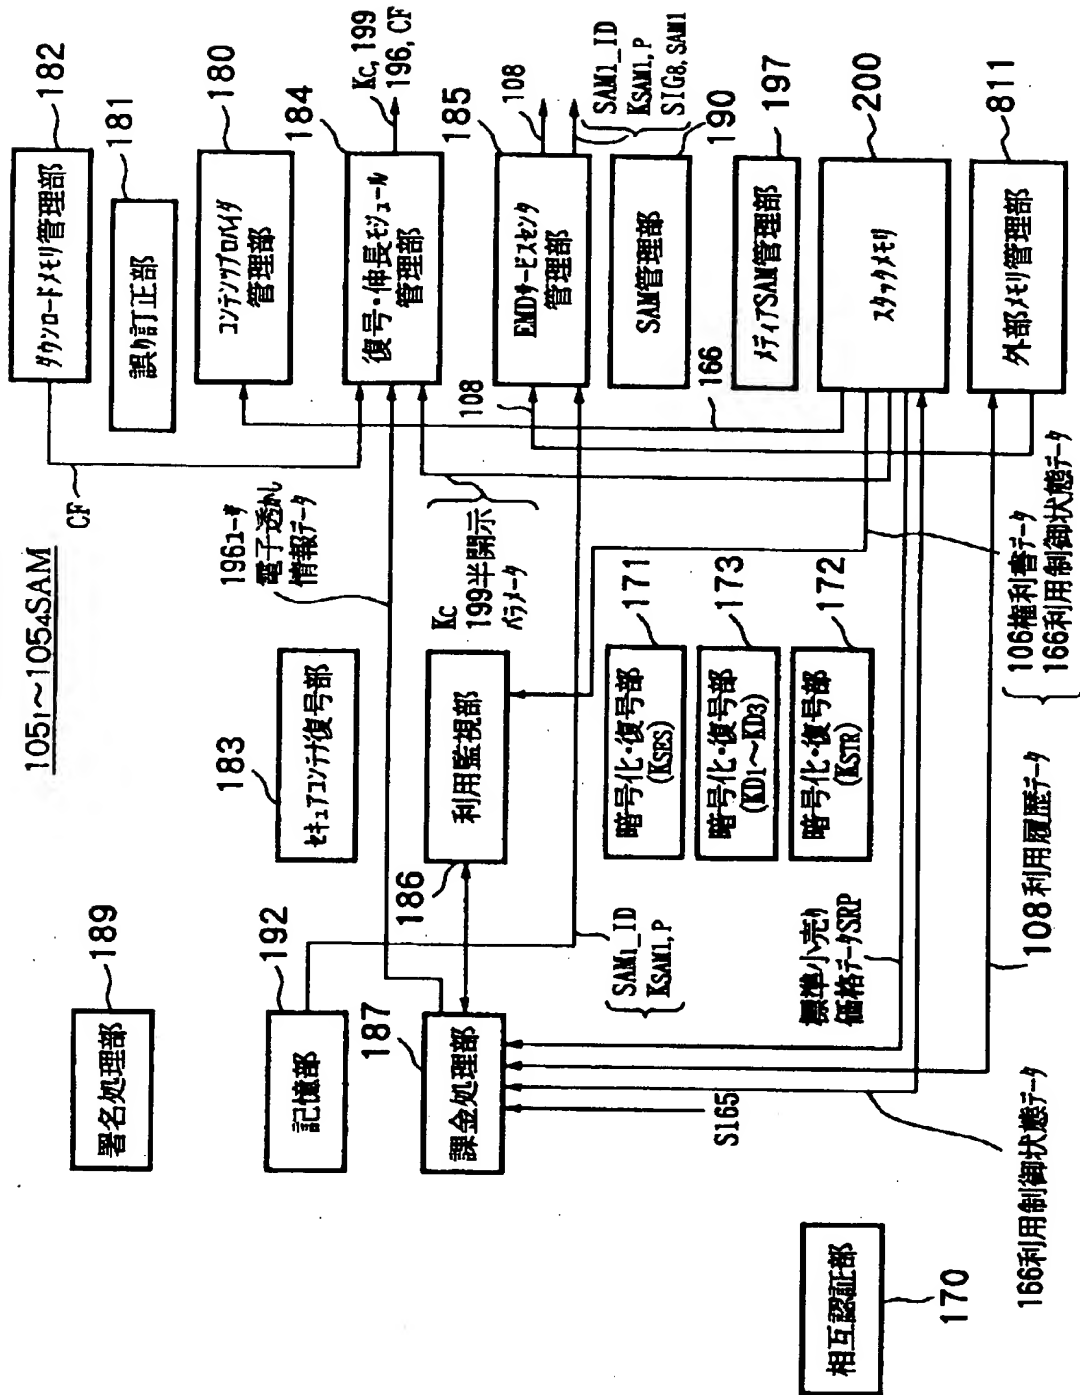 105₁～105₄SAM
ダウンロードメモリ管理部
182
誤り訂正部
181
コンテンツプロバイダ
管理部
180
復号・伸長モジュール
管理部
184
Kc, 199
196, CF
EMDサービスセンタ
管理部
185
108
SAM1_ID
KSAM1,P
SIG8,SAM1
SAM管理部
190
メディアSAM管理部
197
スタックメモリ
200
外部メモリ管理部
811
CF
196ユーザ
電子透かし
情報データ
108
166
Kc
199半開示
パラメータ
セキュアコンテナ復号部
183
利用監視部
186
暗号化・復号部
(KSES)
171
暗号化・復号部
(KD1～KD3)
173
暗号化・復号部
(KSTR)
172
106権利書データ
166利用制御状態データ
署名処理部
189
記憶部
192
課金処理部
187
SAM1_ID
KSAM1,P
標準小売り
価格データSRP
108利用履歴データ
S165
166利用制御状態データ
相互認証部
170